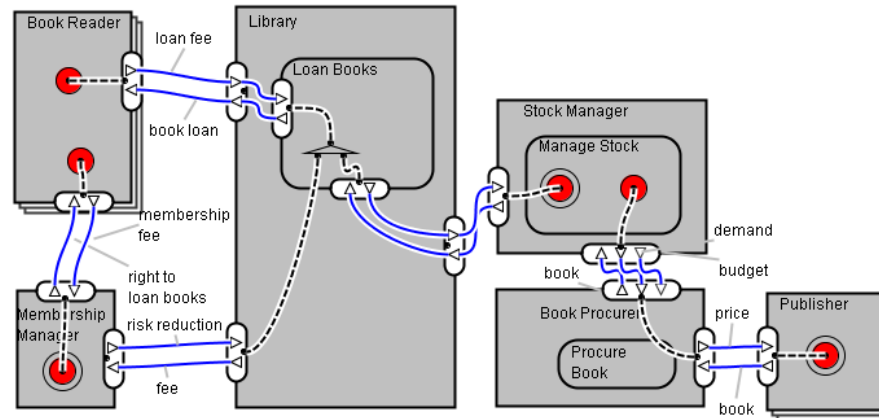 Book Reader
loan fee
book loan
membership
fee
right to
loan books
Membership
Manager
risk reduction
fee
Library
Loan Books
Stock Manager
Manage Stock
demand
budget
book
Book Procurer
Procure
Book
price
book
Publisher